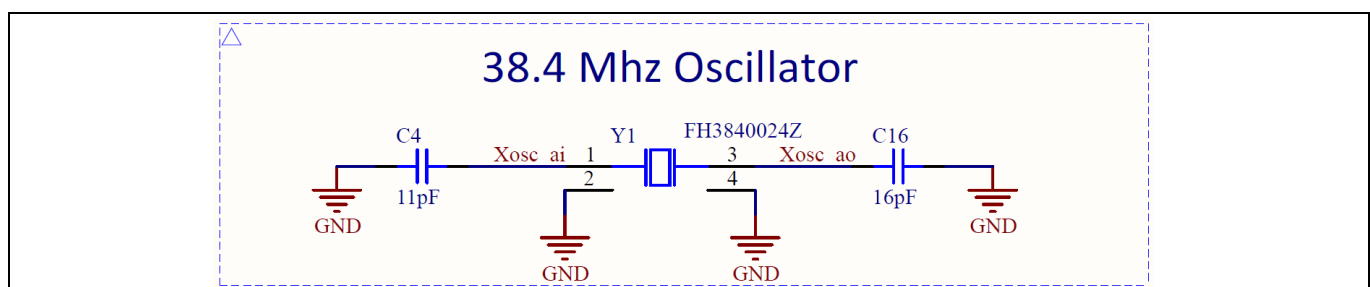 38.4 Mhz Oscillator
C4 Y1 FH3840024Z C16
Xosc_ai 1 3 Xosc_ao
2 4
11pF 16pF
GND GND
GND GND